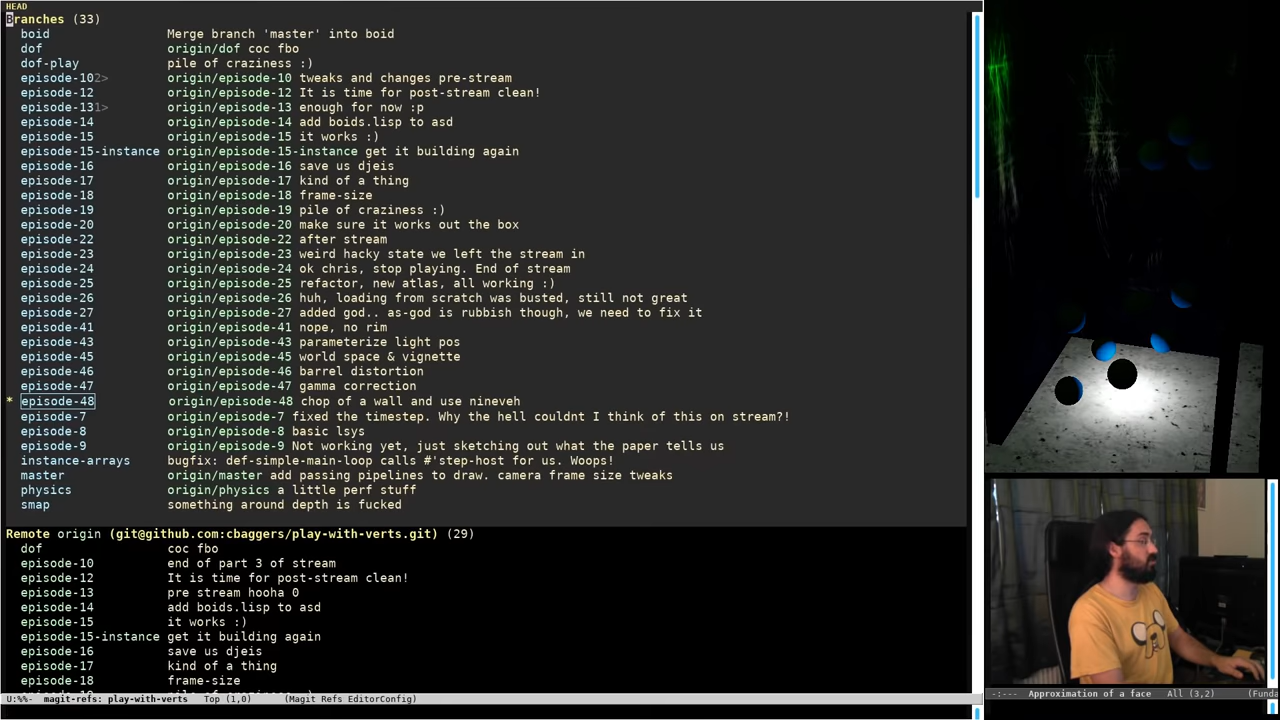 HEAD
Branches (33)
boid Merge branch 'master' into boid
dof origin/dof coc fbo
dof-play pile of craziness :)
episode-102> origin/episode-10 tweaks and changes pre-stream
episode-12 origin/episode-12 It is time for post-stream clean!
episode-131> origin/episode-13 enough for now :p
episode-14 origin/episode-14 add boids.lisp to asd
episode-15 origin/episode-15 it works :)
episode-15-instance origin/episode-15-instance get it building again
episode-16 origin/episode-16 save us djeis
episode-17 origin/episode-17 kind of a thing
episode-18 origin/episode-18 frame-size
episode-19 origin/episode-19 pile of craziness :)
episode-20 origin/episode-20 make sure it works out the box
episode-22 origin/episode-22 after stream
episode-23 origin/episode-23 weird hacky state we left the stream in
episode-24 origin/episode-24 ok chris, stop playing. End of stream
episode-25 origin/episode-25 refactor, new atlas, all working :)
episode-26 origin/episode-26 huh, loading from scratch was busted, still not great
episode-27 origin/episode-27 added god.. as-god is rubbish though, we need to fix it
episode-41 origin/episode-41 nope, no rim
episode-43 origin/episode-43 parameterize light pos
episode-45 origin/episode-45 world space & vignette
episode-46 origin/episode-46 barrel distortion
episode-47 origin/episode-47 gamma correction
* episode-48 origin/episode-48 chop of a wall and use nineveh
episode-7 origin/episode-7 fixed the timestep. Why the hell couldnt I think of this on stream?!
episode-8 origin/episode-8 basic lsys
episode-9 origin/episode-9 Not working yet, just sketching out what the paper tells us
instance-arrays bugfix: def-simple-main-loop calls #'step-host for us. Woops!
master origin/master add passing pipelines to draw. camera frame size tweaks
physics origin/physics a little perf stuff
smap something around depth is fucked
Remote origin (git@github.com:cbaggers/play-with-verts.git) (29)
dof coc fbo
episode-10 end of part 3 of stream
episode-12 It is time for post-stream clean!
episode-13 pre stream hooha 0
episode-14 add boids.lisp to asd
episode-15 it works :)
episode-15-instance get it building again
episode-16 save us djeis
episode-17 kind of a thing
episode-18 frame-size
U:%%- magit-refs: play-with-verts Top (1,0) (Magit Refs EditorConfig)
-:--- Approximation of a face All (3,2) (Funda